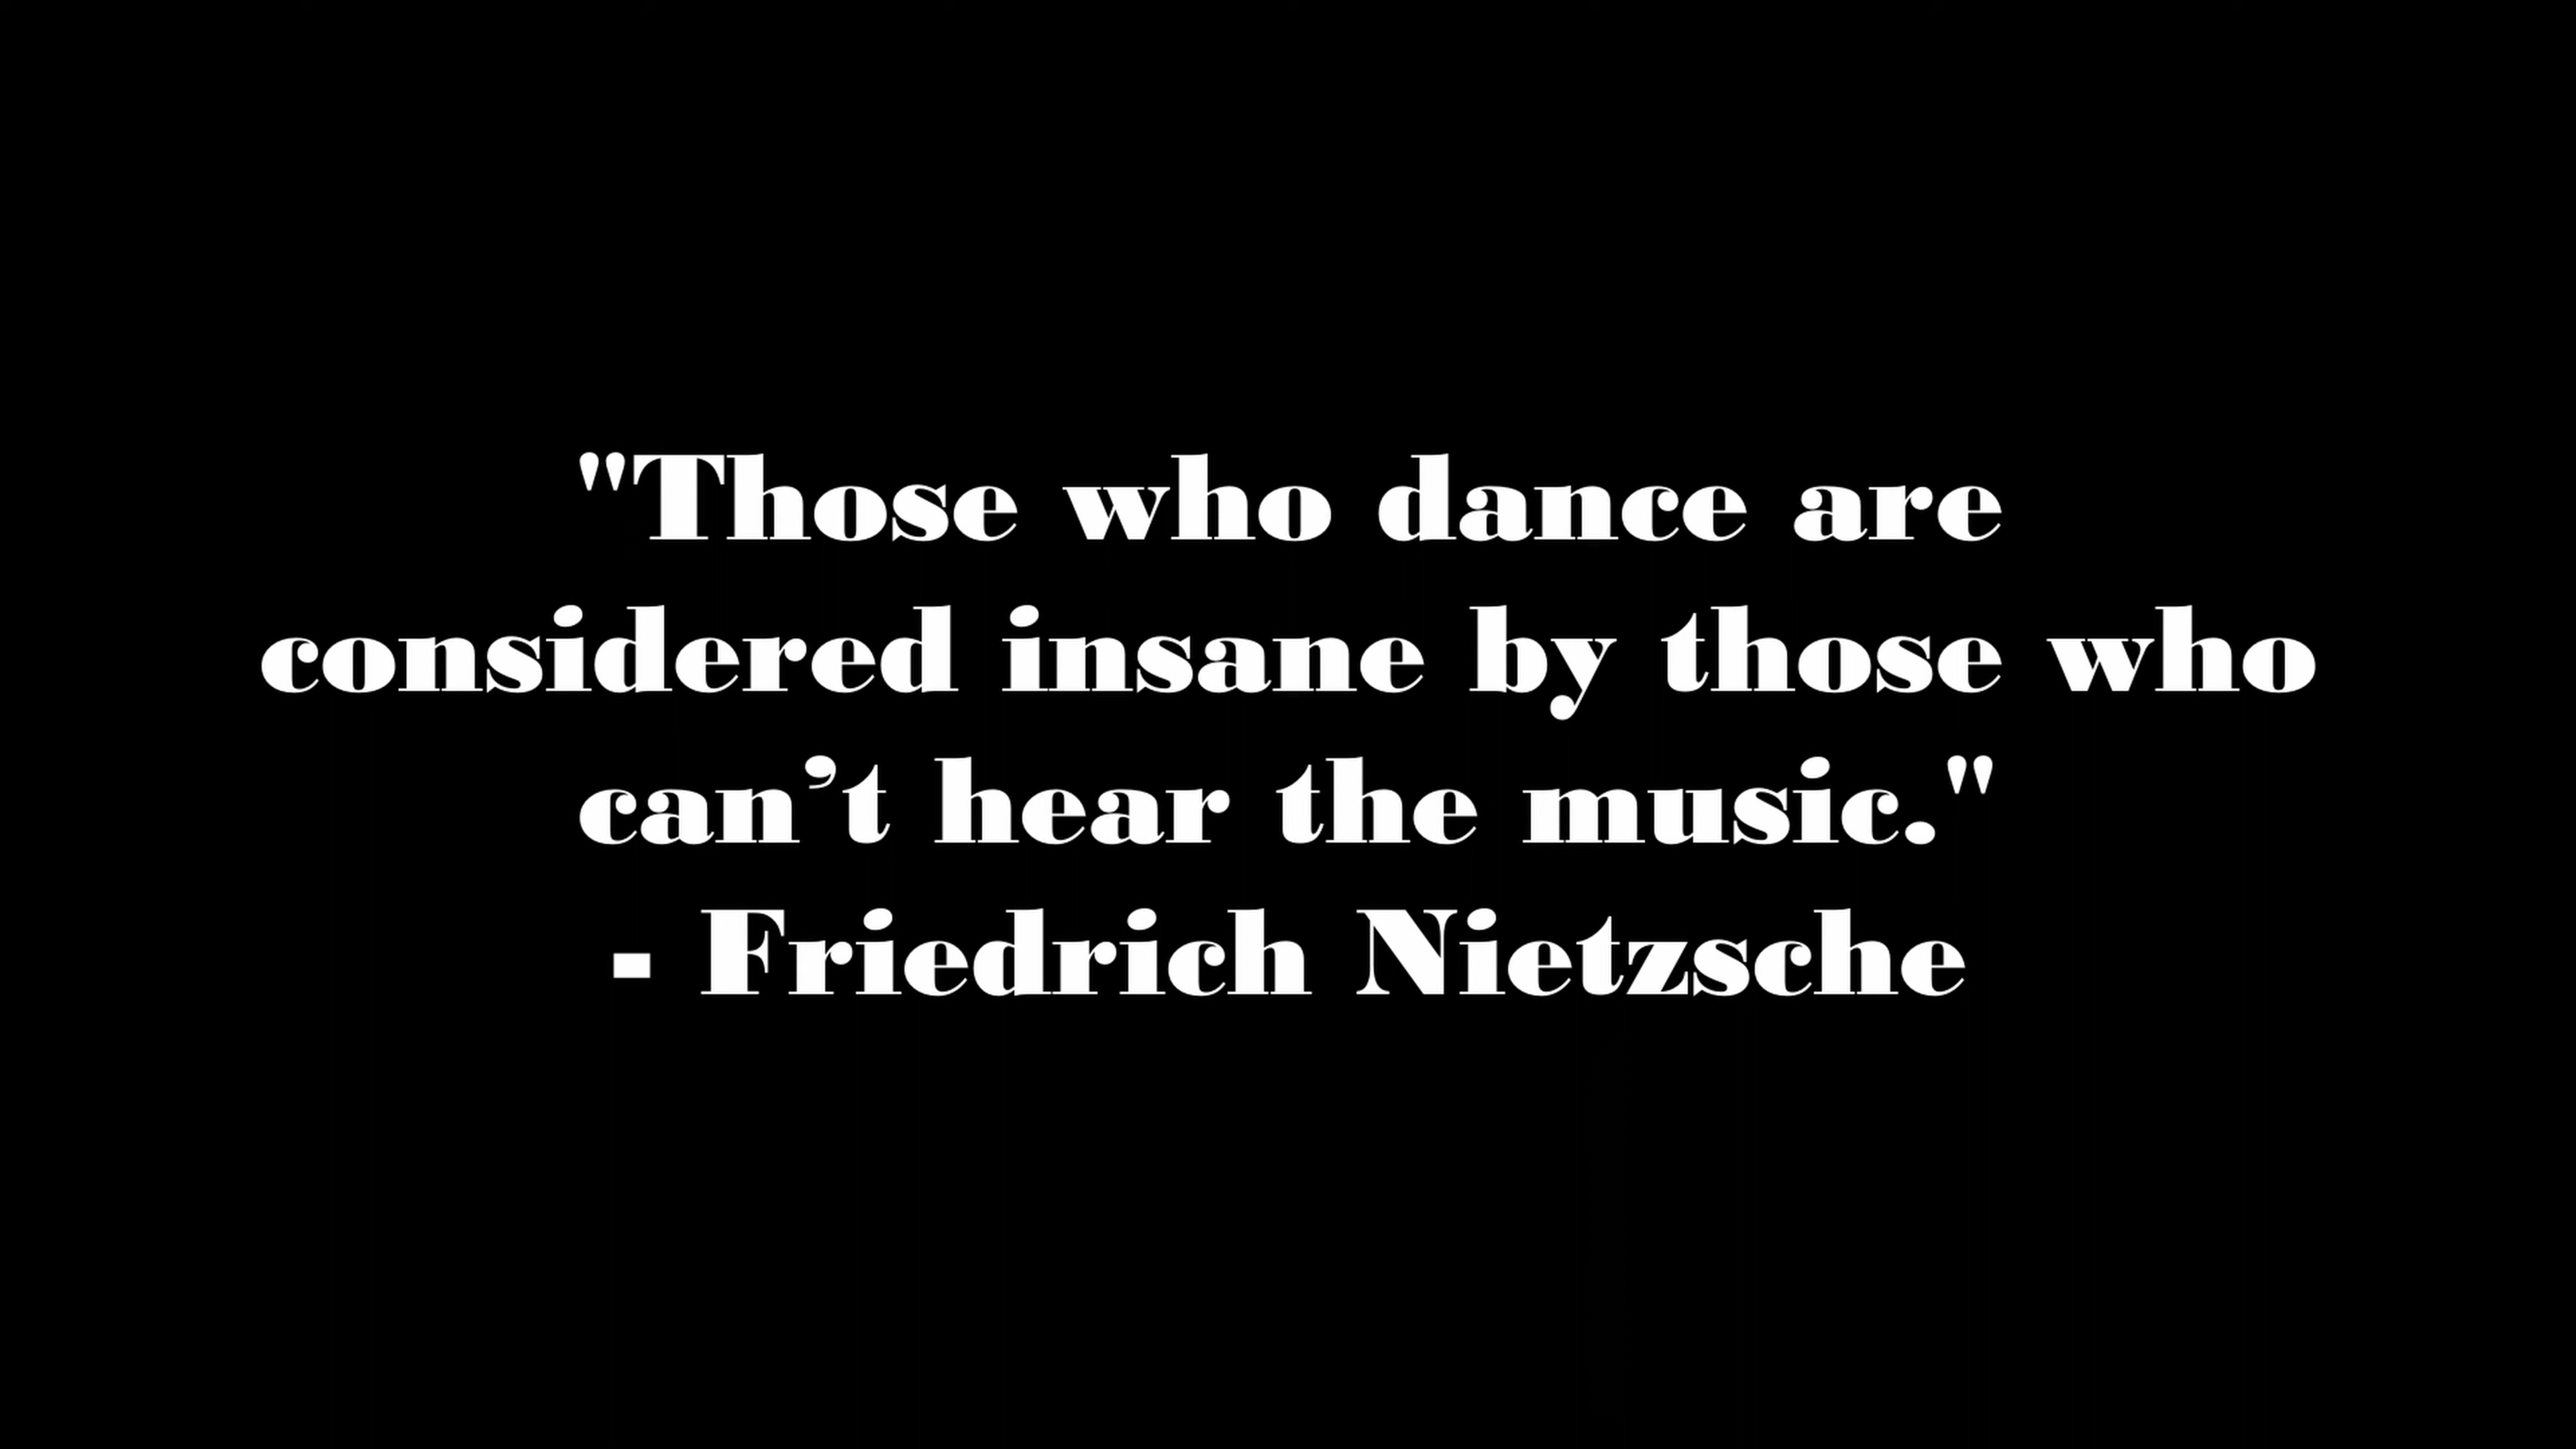 "Those who dance are
considered insane by those who
can’t hear the music."
- Friedrich Nietzsche